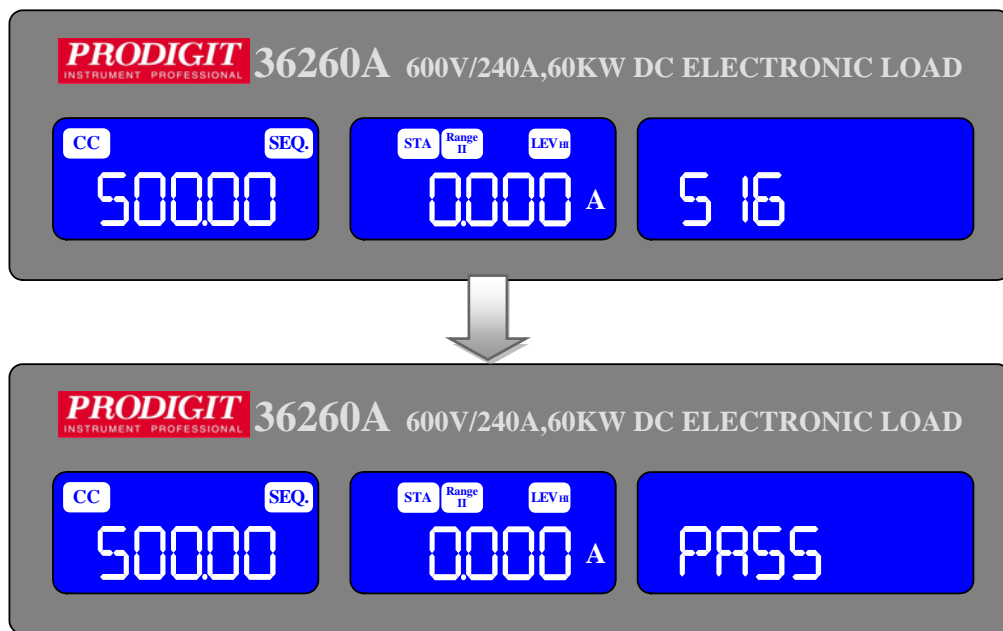 PRODIGIT
INSTRUMENT PROFESSIONAL
36260A 600V/240A,60KW DC ELECTRONIC LOAD
CC SEQ.
500.00
STA Range II LEV HI
0.000 A
S 16
PRODIGIT
INSTRUMENT PROFESSIONAL
36260A 600V/240A,60KW DC ELECTRONIC LOAD
CC SEQ.
500.00
STA Range II LEV HI
0.000 A
PASS